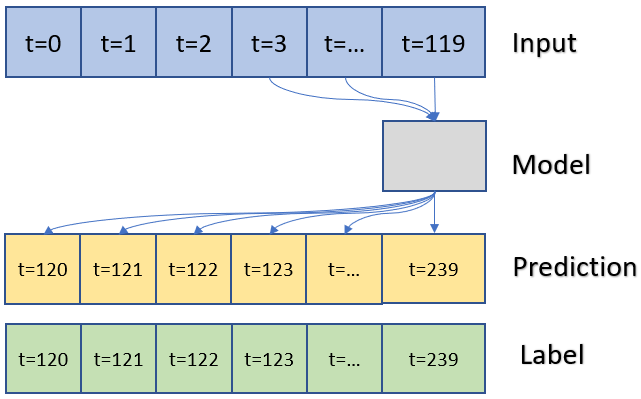 t=0 t=1 t=2 t=3 t=... t=119 Input
Model
t=120 t=121 t=122 t=123 t=... t=239 Prediction
t=120 t=121 t=122 t=123 t=... t=239 Label